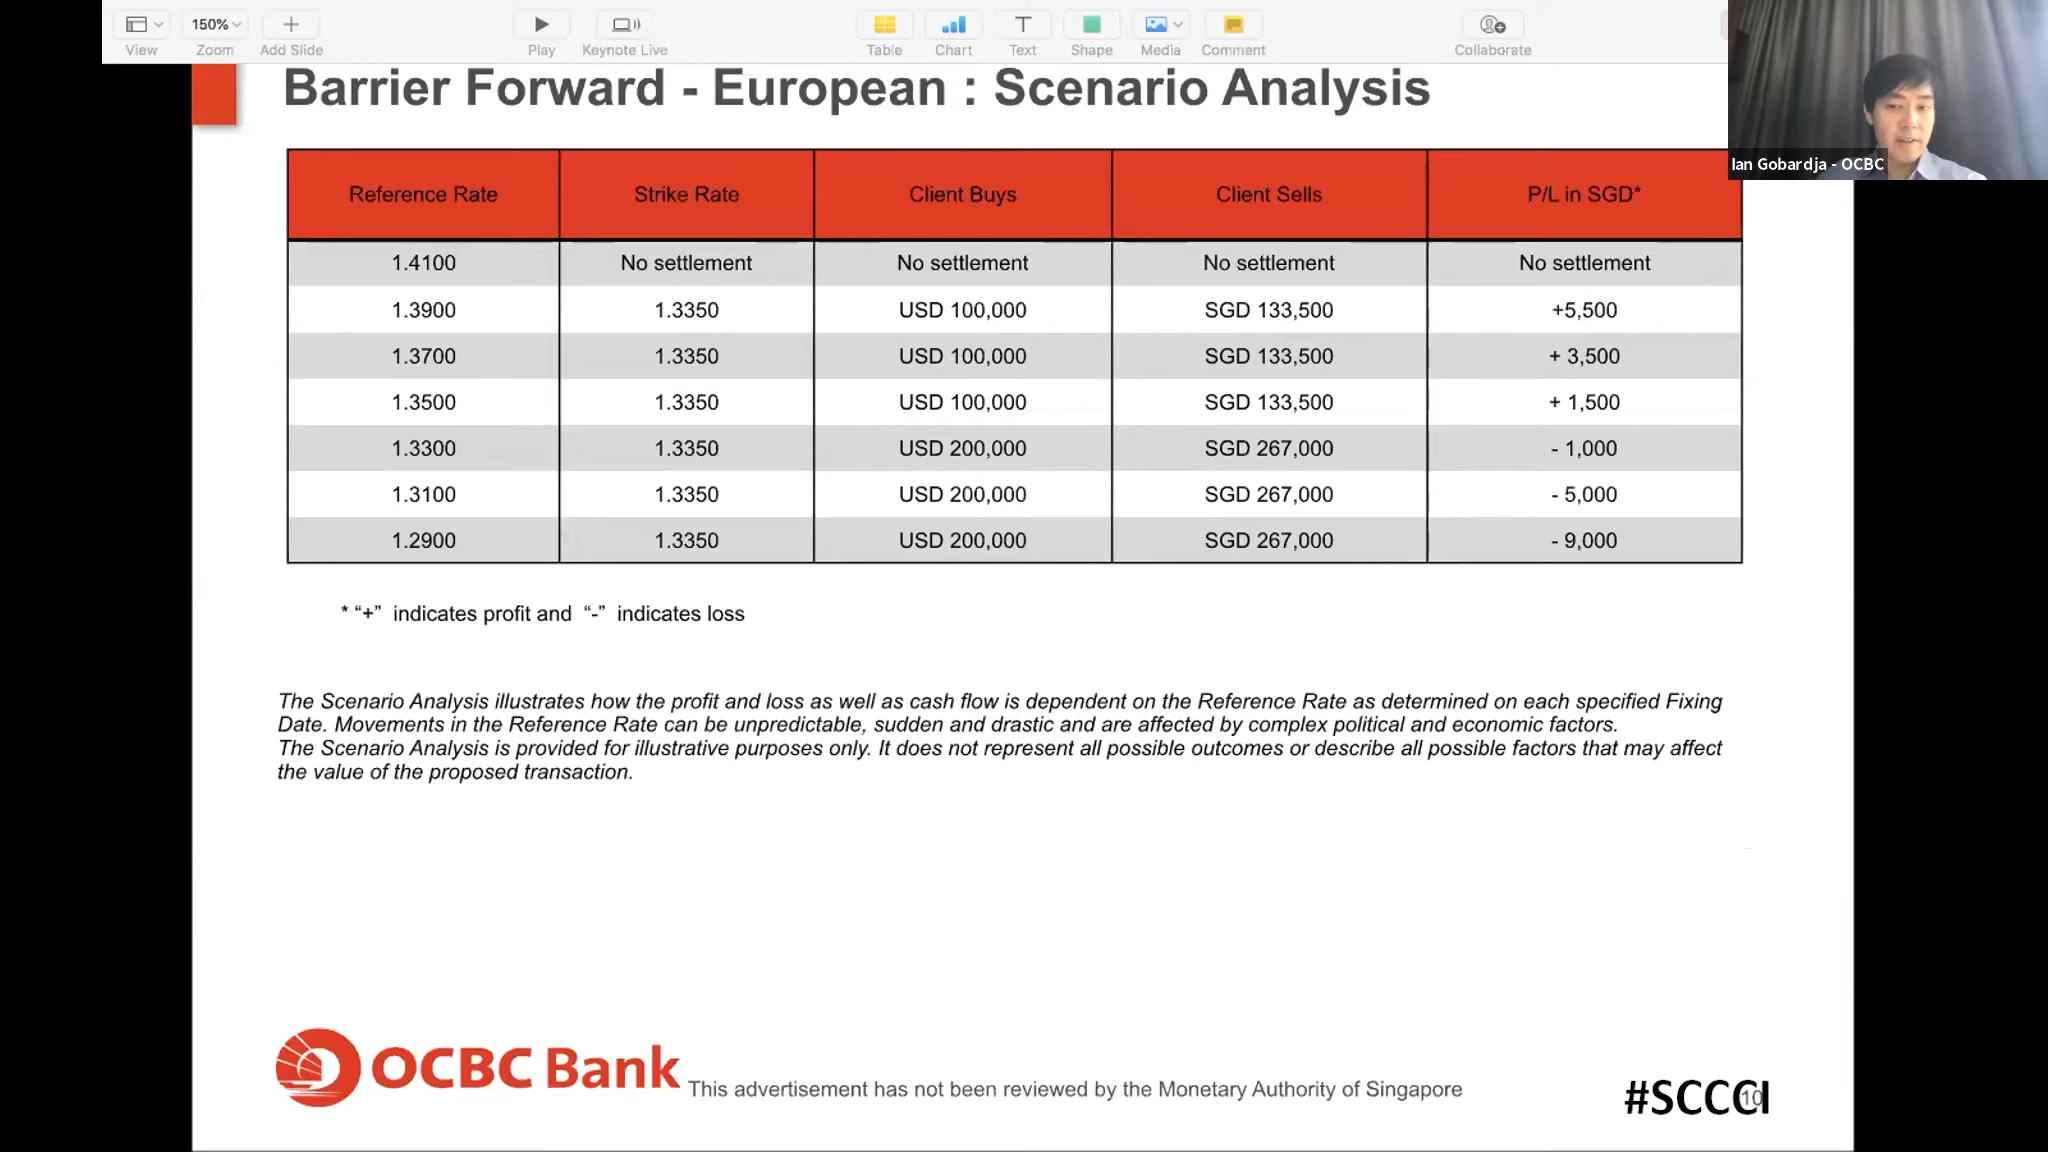 150%
View Zoom Add Slide Play Keynote Live Table Chart Text Shape Media Comment Collaborate
Ian Gobardja - OCBC
Barrier Forward - European : Scenario Analysis
Reference Rate Strike Rate Client Buys Client Sells P/L in SGD*
1.4100 No settlement No settlement No settlement No settlement
1.3900 1.3350 USD 100,000 SGD 133,500 +5,500
1.3700 1.3350 USD 100,000 SGD 133,500 + 3,500
1.3500 1.3350 USD 100,000 SGD 133,500 + 1,500
1.3300 1.3350 USD 200,000 SGD 267,000 - 1,000
1.3100 1.3350 USD 200,000 SGD 267,000 - 5,000
1.2900 1.3350 USD 200,000 SGD 267,000 - 9,000
* “+” indicates profit and “-” indicates loss
The Scenario Analysis illustrates how the profit and loss as well as cash flow is dependent on the Reference Rate as determined on each specified Fixing
Date. Movements in the Reference Rate can be unpredictable, sudden and drastic and are affected by complex political and economic factors.
The Scenario Analysis is provided for illustrative purposes only. It does not represent all possible outcomes or describe all possible factors that may affect
the value of the proposed transaction.
OCBC Bank
This advertisement has not been reviewed by the Monetary Authority of Singapore
#SCCCI
10